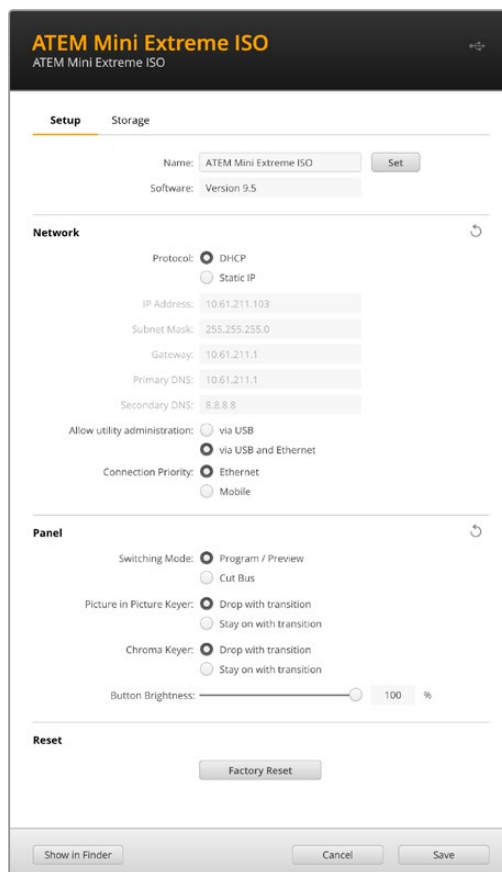 ATEM Mini Extreme ISO
ATEM Mini Extreme ISO
Setup Storage
Name: ATEM Mini Extreme ISO Set
Software: Version 9.5
Network
Protocol: DHCP
Static IP
IP Address: 10.61.211.103
Subnet Mask: 255.255.255.0
Gateway: 10.61.211.1
Primary DNS: 10.61.211.1
Secondary DNS: 8.8.8.8
Allow utility administration: via USB
via USB and Ethernet
Connection Priority: Ethernet
Mobile
Panel
Switching Mode: Program / Preview
Cut Bus
Picture in Picture Keyer: Drop with transition
Stay on with transition
Chroma Keyer: Drop with transition
Stay on with transition
Button Brightness: 100 %
Reset
Factory Reset
Show in Finder Cancel Save